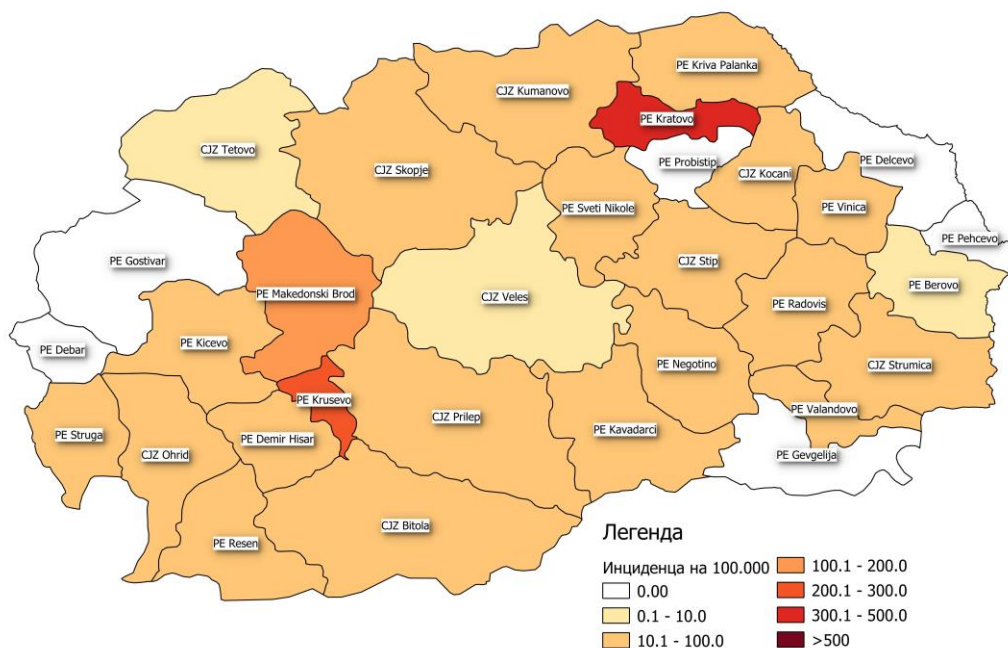 PE Kriva Palanka
CJZ Kumanovo
PE Kratovo
CJZ Tetovo
PE Probistip
PE Delcevo
CJZ Skopje
CJZ Kocani
PE Sveti Nikole
PE Vinica
PE Pehcevo
PE Gostivar
CJZ Stip
PE Makedonski Brod
CJZ Veles
PE Berovo
PE Radovis
PE Debar
PE Kicevo
PE Negotino
CJZ Strumica
PE Krusevo
PE Valandovo
CJZ Prilep
PE Kavadarci
PE Struga
PE Demir Hisar
CJZ Ohrid
PE Gevgelija
CJZ Bitola
PE Resen
Легенда
Инциденца на 100.000
0.00
0.1 - 10.0
10.1 - 100.0
100.1 - 200.0
200.1 - 300.0
300.1 - 500.0
>500